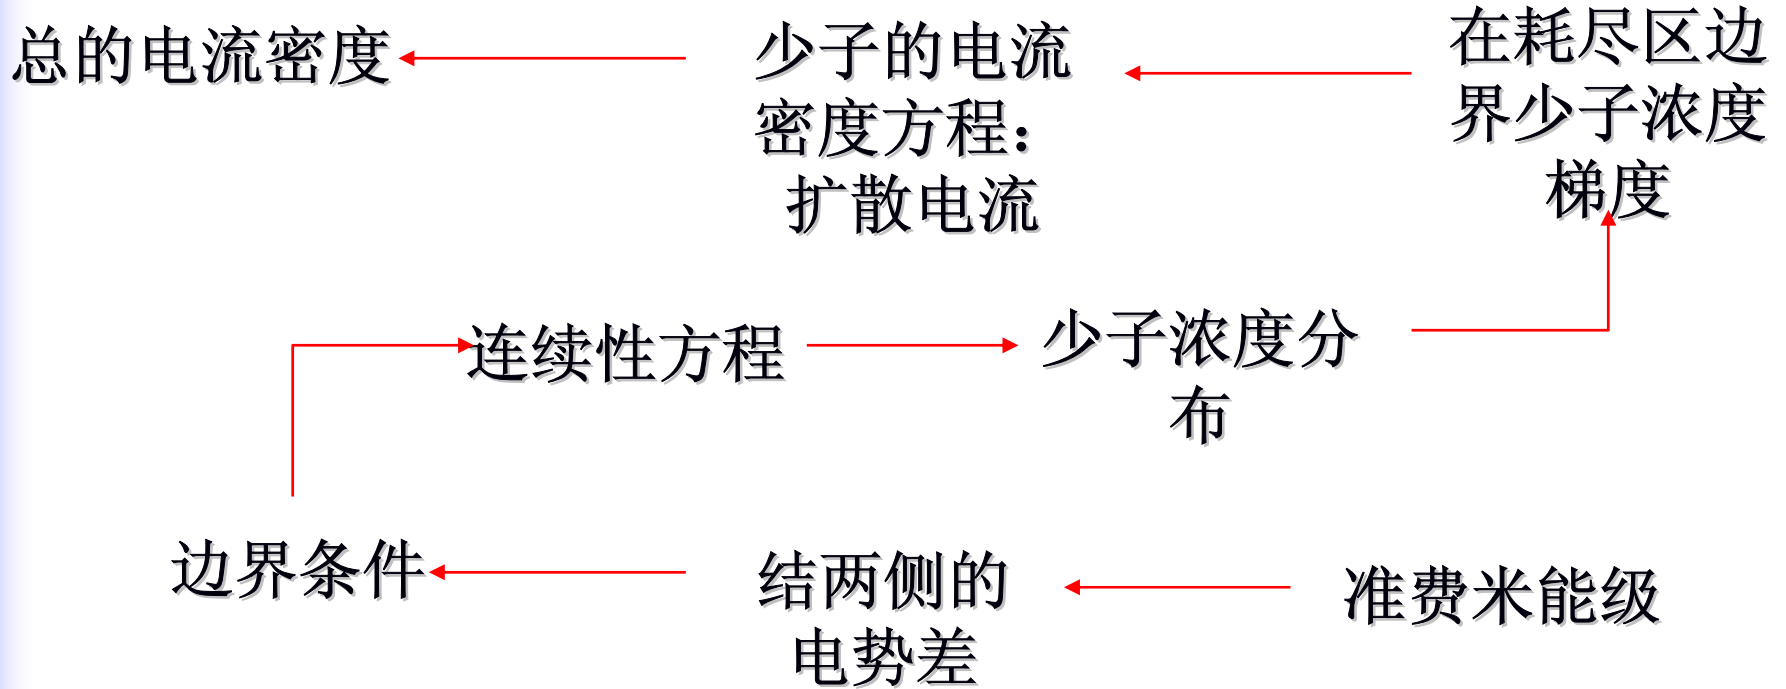 总的电流密度
少子的电流
密度方程：
扩散电流
在耗尽区边
界少子浓度
梯度
连续性方程
少子浓度分
布
边界条件
结两侧的
电势差
准费米能级